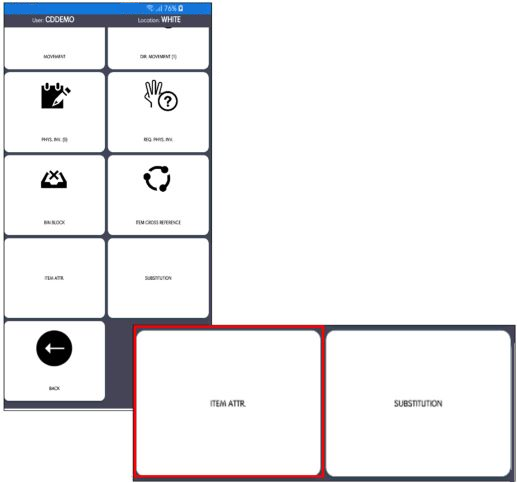 76%
User: CDDEMO Location: WHITE
MOVEMENT DIR. MOVEMENT (1)
PHYS. INV. (5) REQ. PHYS. INV.
BIN BLOCK ITEM CROSS REFERENCE
ITEM ATTR. SUBSTITUTION
BACK
ITEM ATTR. SUBSTITUTION